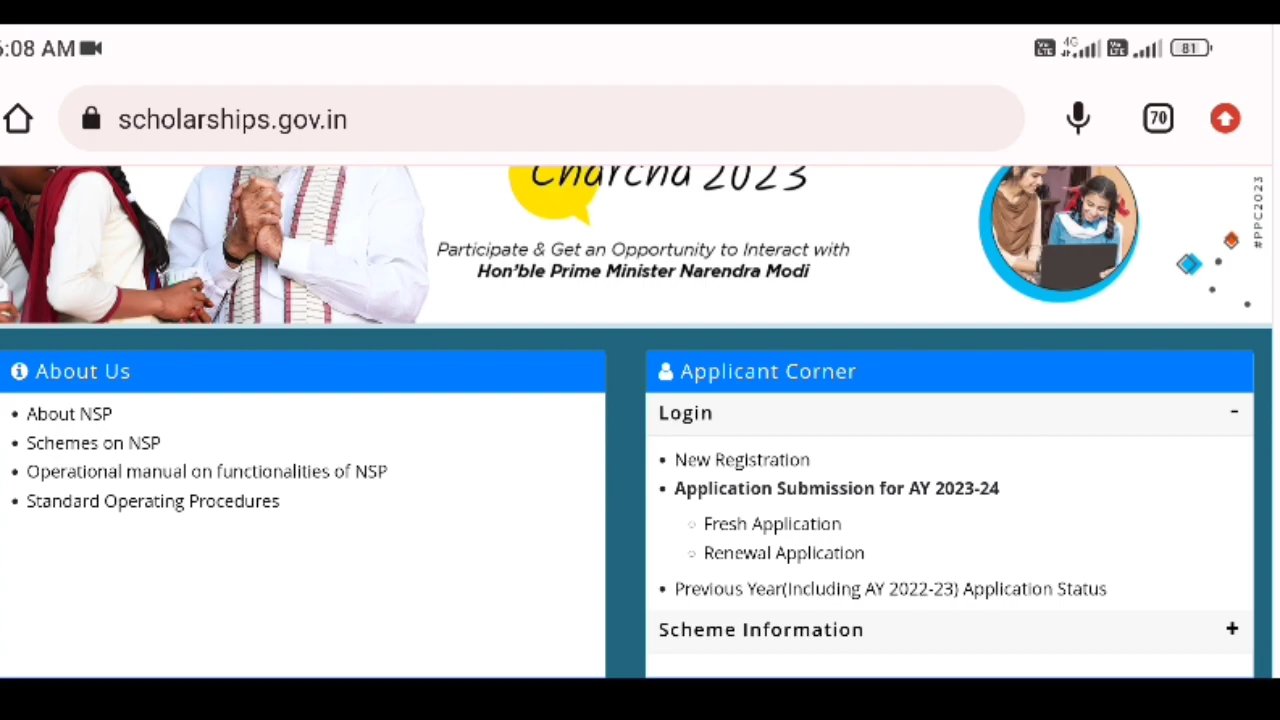 :08 AM
4G
81
scholarships.gov.in
70
Charcha 2023
#PPC2023
Participate & Get an Opportunity to Interact with
Hon'ble Prime Minister Narendra Modi
About Us
About NSP
Schemes on NSP
Operational manual on functionalities of NSP
Standard Operating Procedures
Applicant Corner
Login -
New Registration
Application Submission for AY 2023-24
Fresh Application
Renewal Application
Previous Year(Including AY 2022-23) Application Status
Scheme Information +